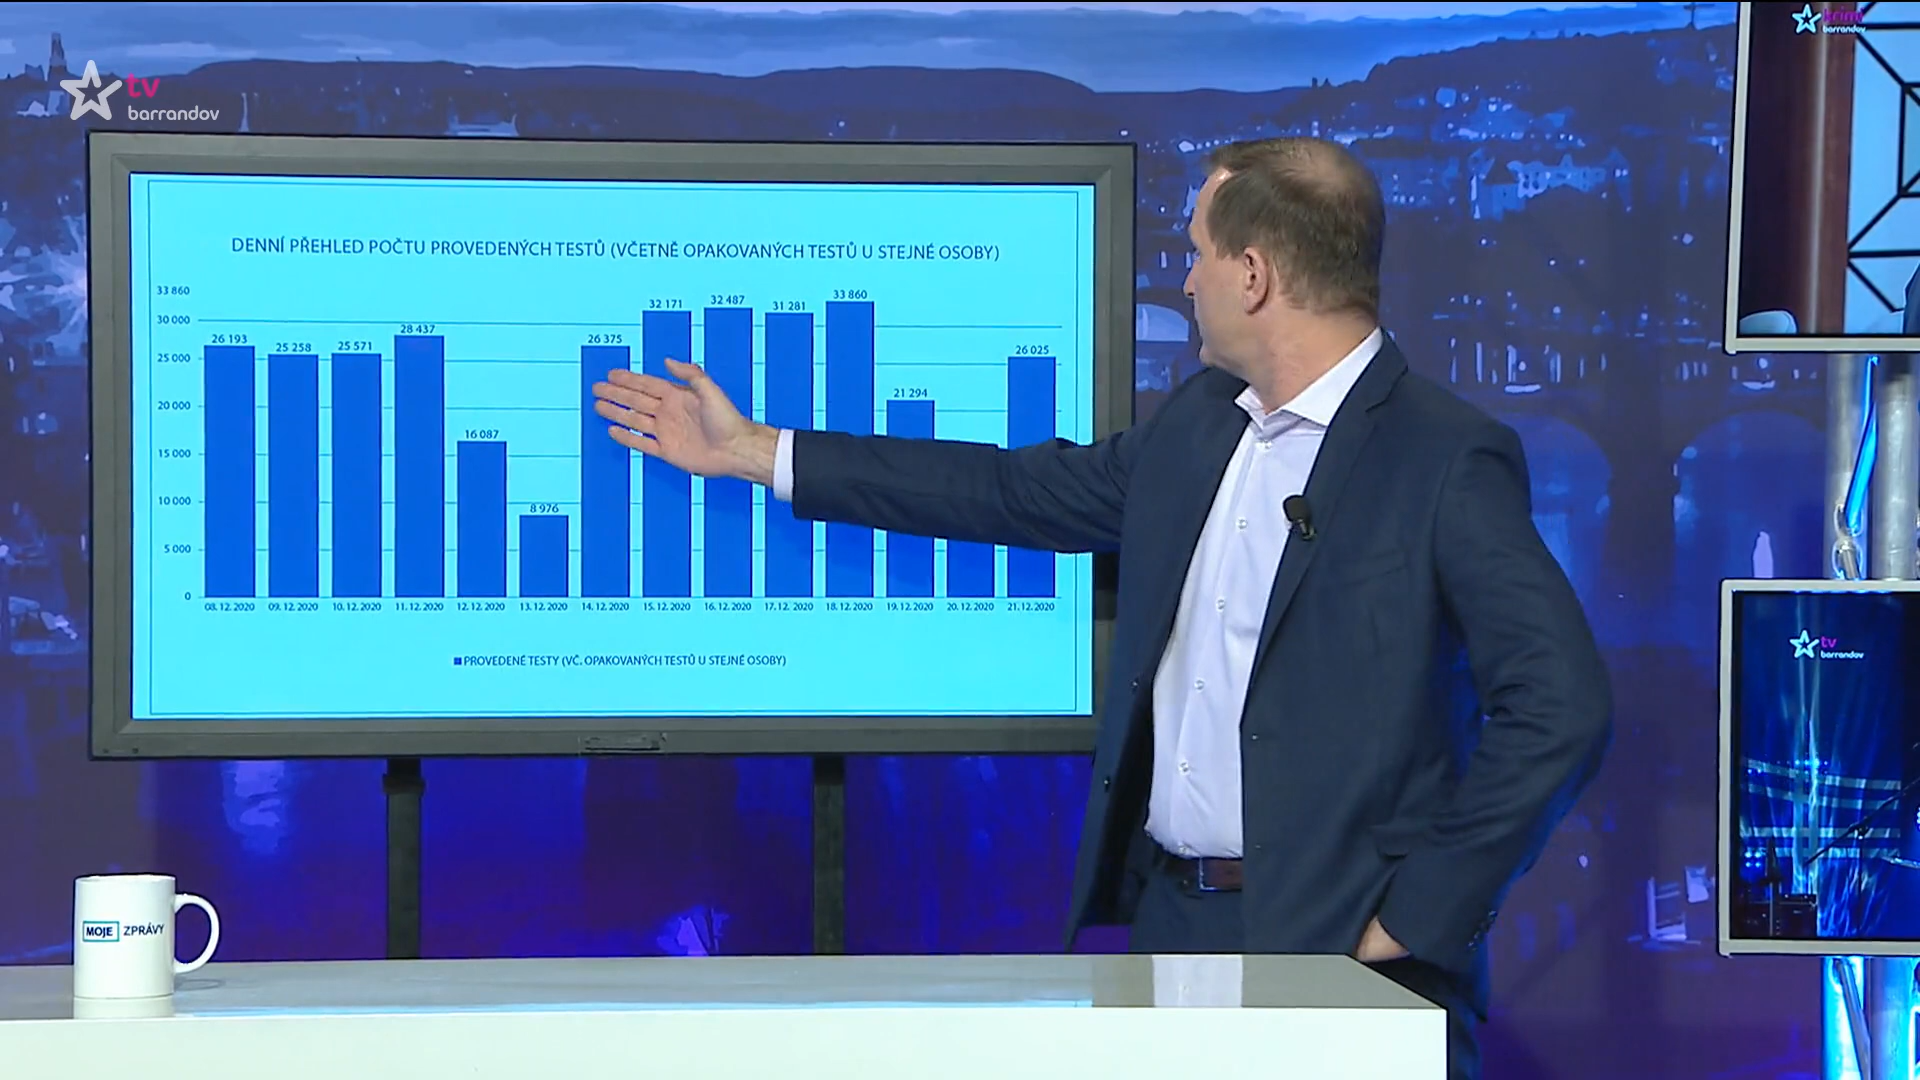 tv
barrandov
krimi
barrandov
DENNÍ PŘEHLED POČTU PROVEDENÝCH TESTŮ (VČETNĚ OPAKOVANÝCH TESTŮ U STEJNÉ OSOBY)
33 860
30 000
25 000
20 000
15 000
10 000
5 000
0
26 193
25 258
25 571
28 437
16 087
8 976
26 375
32 171
32 487
31 281
33 860
21 294
26 025
08. 12. 2020 09. 12. 2020 10. 12. 2020 11. 12. 2020 12. 12. 2020 13. 12. 2020 14. 12. 2020 15. 12. 2020 16. 12. 2020 17. 12. 2020 18. 12. 2020 19. 12. 2020 20. 12. 2020 21. 12. 2020
PROVEDENÉ TESTY (VČ. OPAKOVANÝCH TESTŮ U STEJNÉ OSOBY)
tv
barrandov
MOJE ZPRÁVY